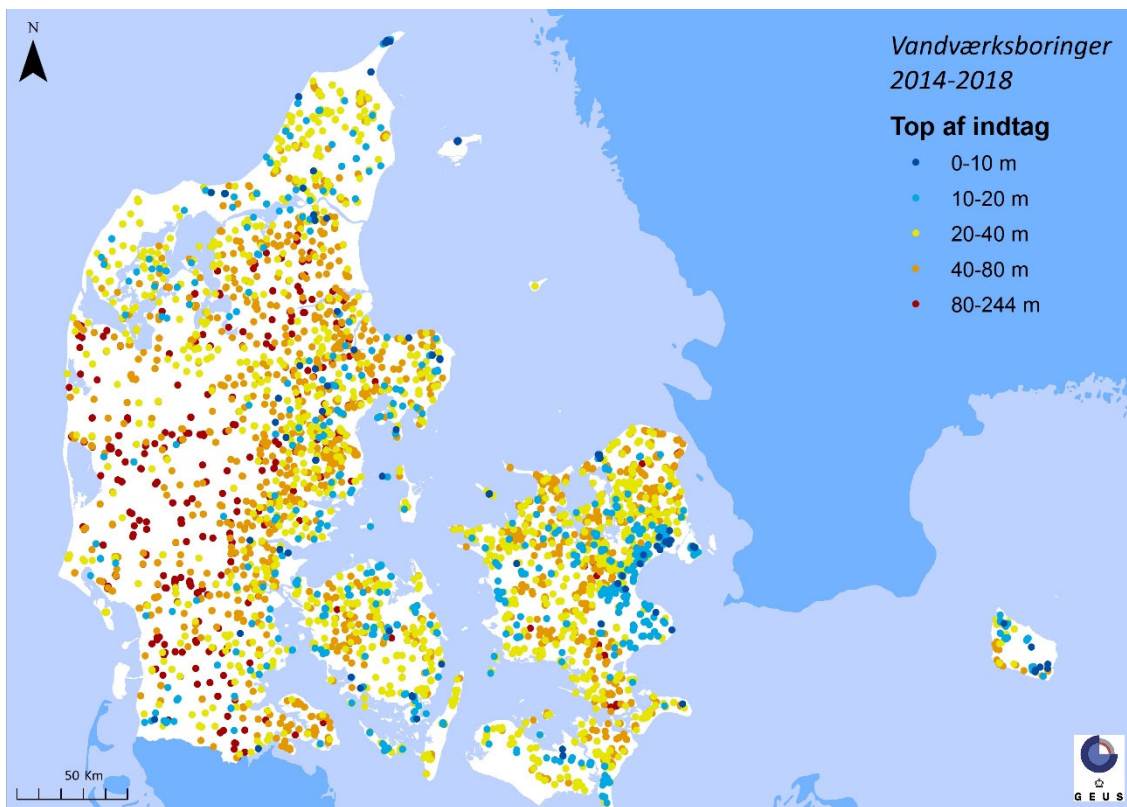 N
Vandværksboringer
2014-2018
Top af indtag
0-10 m
10-20 m
20-40 m
40-80 m
80-244 m
50 Km
GEUS